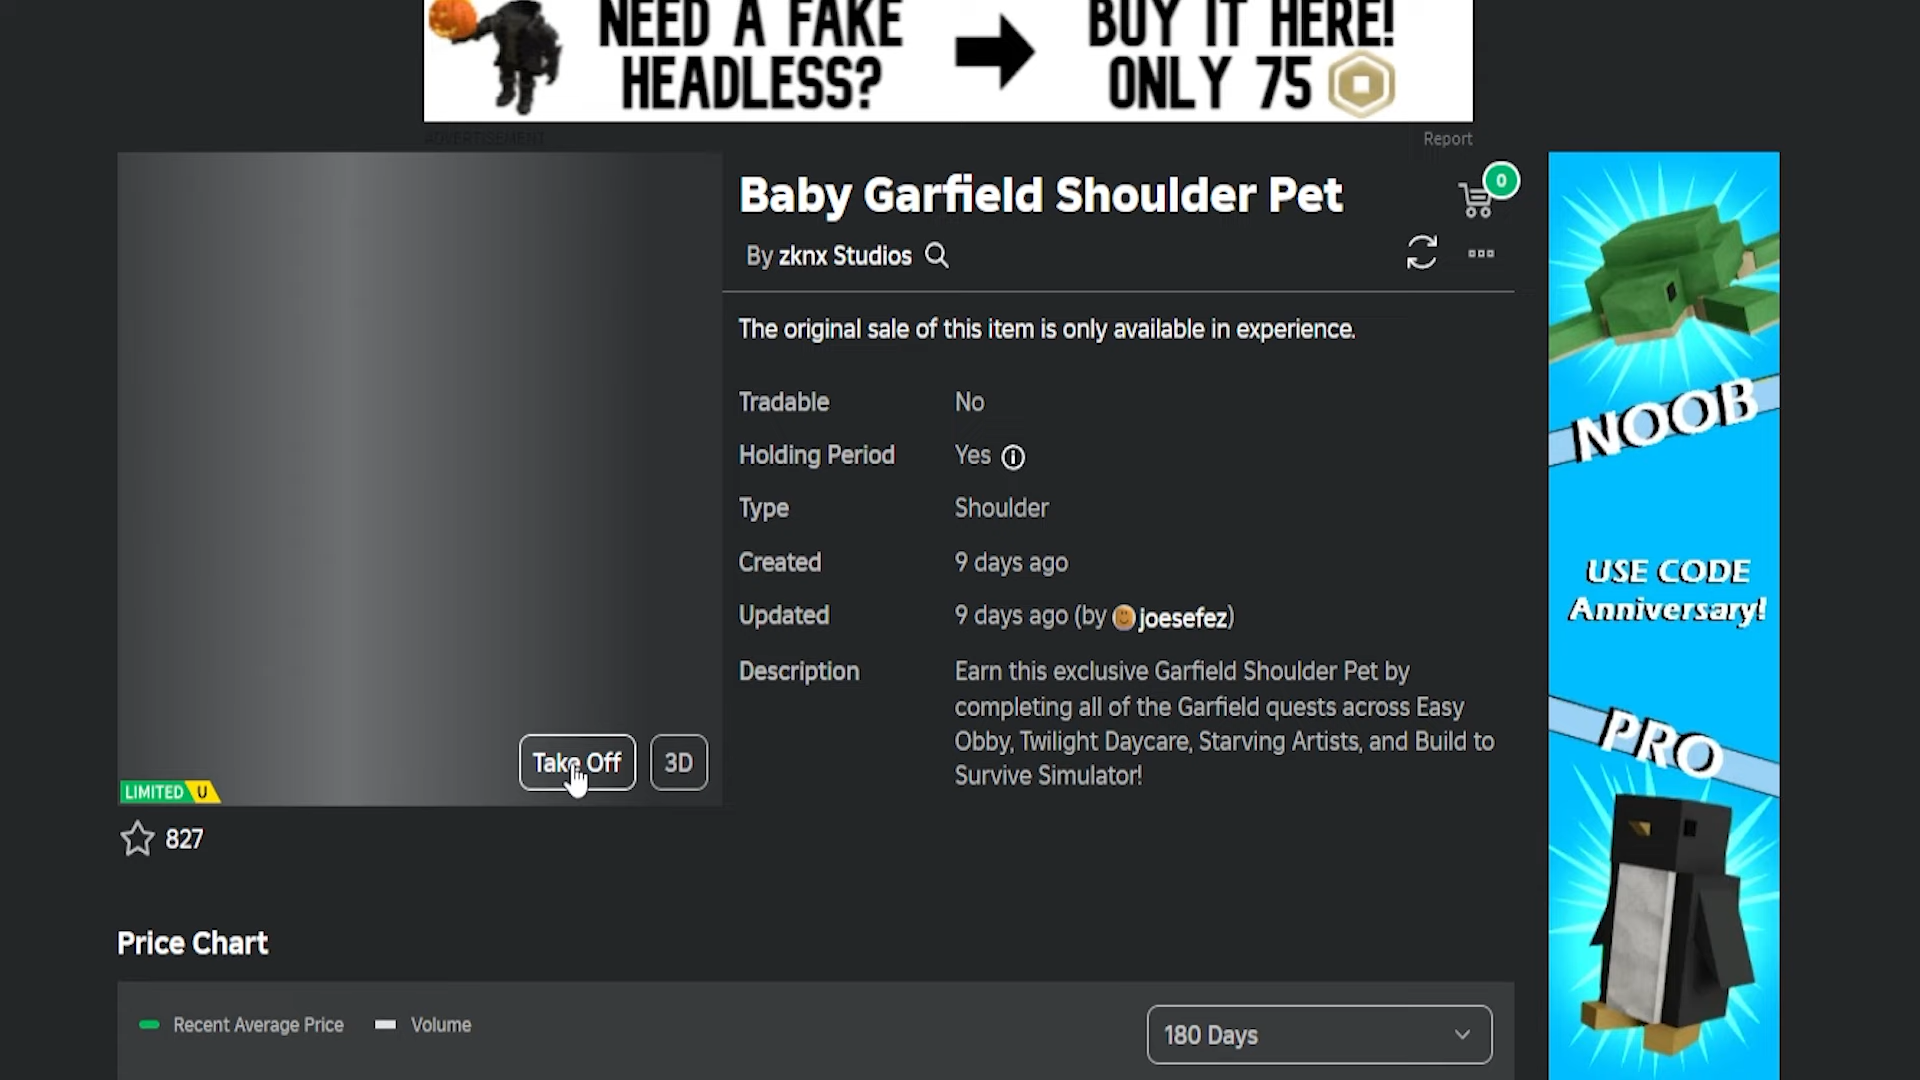 NEED A FAKE
HEADLESS?
BUY IT HERE!
ONLY 75
ADVERTISEMENT
Report
Baby Garfield Shoulder Pet
0
By zknx Studios
The original sale of this item is only available in experience.
Tradable No
Holding Period Yes
Type Shoulder
Created 9 days ago
Updated 9 days ago (by joesefez)
Description Earn this exclusive Garfield Shoulder Pet by
completing all of the Garfield quests across Easy
Obby, Twilight Daycare, Starving Artists, and Build to
Survive Simulator!
Take Off
3D
LIMITED U
827
Price Chart
Recent Average Price
Volume
180 Days
NOOB
USE CODE
Anniversary!
PRO